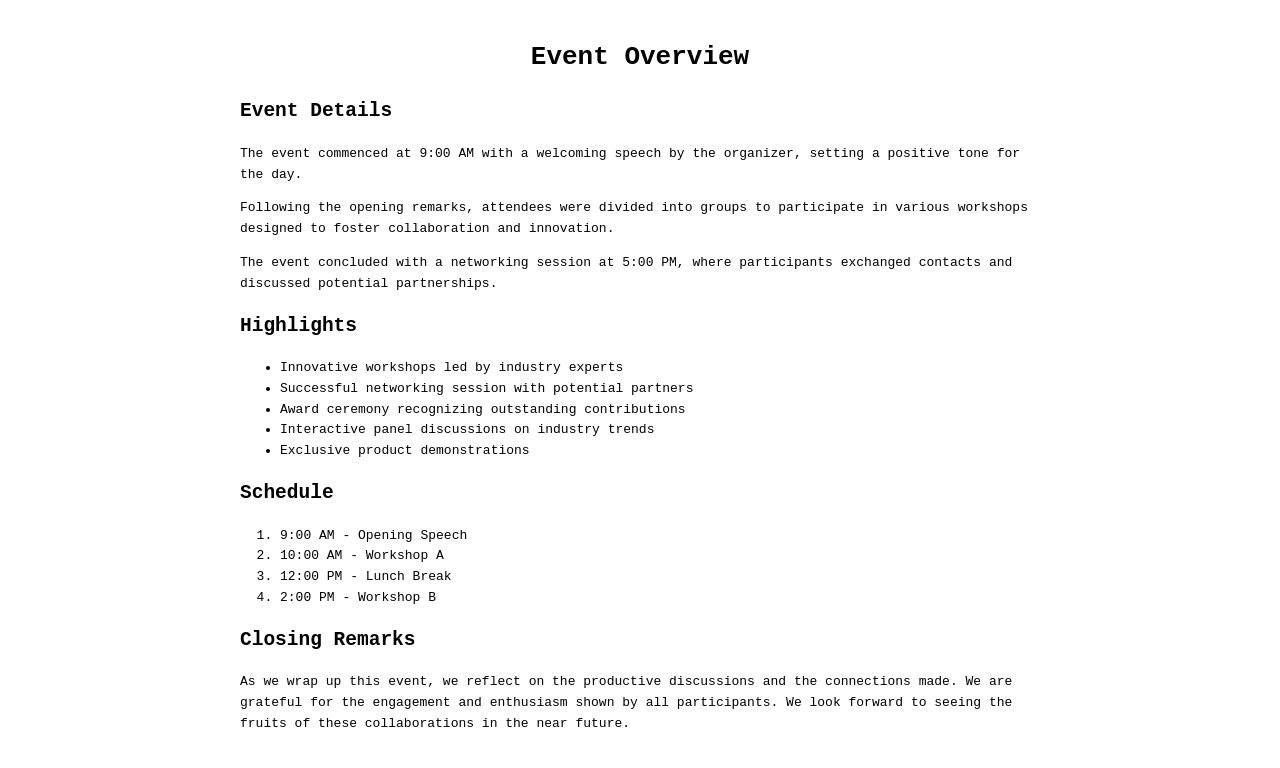 Event Overview
Event Details
The event commenced at 9:00 AM with a welcoming speech by the organizer, setting a positive tone for
the day.
Following the opening remarks, attendees were divided into groups to participate in various workshops
designed to foster collaboration and innovation.
The event concluded with a networking session at 5:00 PM, where participants exchanged contacts and
discussed potential partnerships.
Highlights
• Innovative workshops led by industry experts
• Successful networking session with potential partners
• Award ceremony recognizing outstanding contributions
• Interactive panel discussions on industry trends
• Exclusive product demonstrations
Schedule
1. 9:00 AM - Opening Speech
2. 10:00 AM - Workshop A
3. 12:00 PM - Lunch Break
4. 2:00 PM - Workshop B
Closing Remarks
As we wrap up this event, we reflect on the productive discussions and the connections made. We are
grateful for the engagement and enthusiasm shown by all participants. We look forward to seeing the
fruits of these collaborations in the near future.